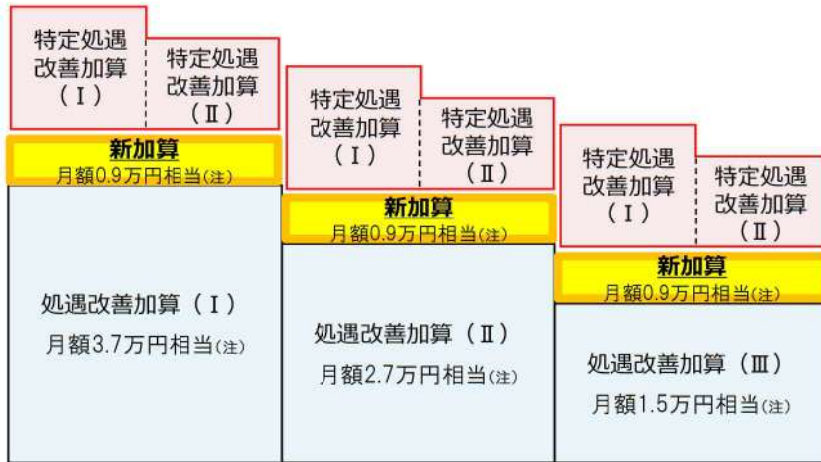 特定処遇
改善加算
（Ⅰ）
特定処遇
改善加算
（Ⅱ）
新加算
月額0.9万円相当(注)
処遇改善加算（Ⅰ）
月額3.7万円相当(注)
特定処遇
改善加算
（Ⅰ）
特定処遇
改善加算
（Ⅱ）
新加算
月額0.9万円相当(注)
処遇改善加算（Ⅱ）
月額2.7万円相当(注)
特定処遇
改善加算
（Ⅰ）
特定処遇
改善加算
（Ⅱ）
新加算
月額0.9万円相当(注)
処遇改善加算（Ⅲ）
月額1.5万円相当(注)